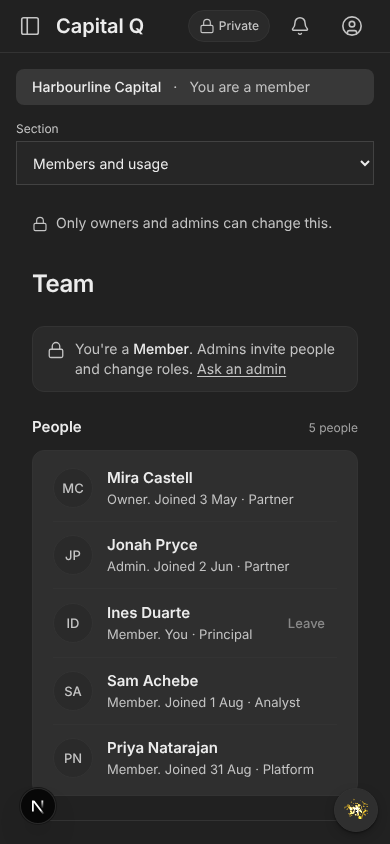 Capital Q
Private
Harbourline Capital · You are a member
Section
Members and usage
Only owners and admins can change this.
Team
You're a Member. Admins invite people
and change roles. Ask an admin
People
5 people
MC
Mira Castell
Owner. Joined 3 May · Partner
JP
Jonah Pryce
Admin. Joined 2 Jun · Partner
ID
Ines Duarte
Member. You · Principal
Leave
SA
Sam Achebe
Member. Joined 1 Aug · Analyst
PN
Priya Natarajan
Member. Joined 31 Aug · Platform
N